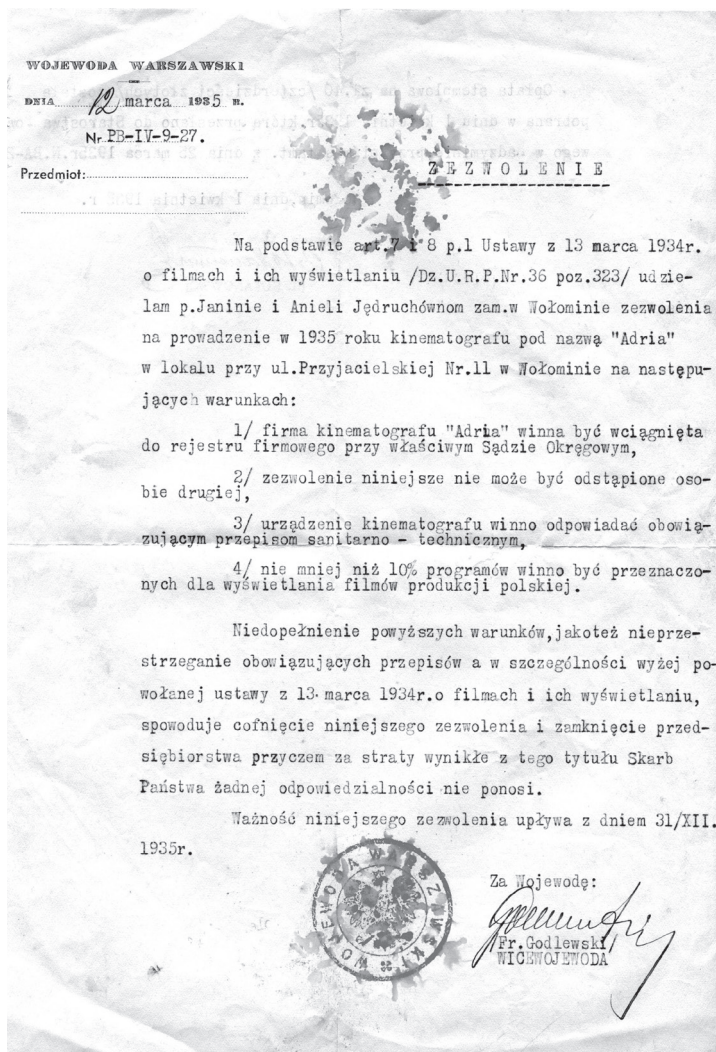 WOJEWODA WARSZAWSKI
DNIA 12 marca 1935 R.
Nr PB-IV-9-27.
Przedmiot:
ZEZWOLENIE
Na podstawie art.7 i 8 p.1 Ustawy z 13 marca 1934r.
o filmach i ich wyświetlaniu /Dz.U.R.P.Nr.36 poz.323/ udzie-
lam p.Janinie i Anieli Jędruchównom zam.w Wołominie zezwolenia
na prowadzenie w 1935 roku kinematografu pod nazwą "Adria"
w lokalu przy ul.Przyjacielskiej Nr.11 w Wołominie na następu-
jących warunkach:
1/ firma kinematografu "Adria" winna być wciągnięta
do rejestru firmowego przy właściwym Sądzie Okręgowym,
2/ zezwolenie niniejsze nie może być odstąpione oso-
bie drugiej,
3/ urządzenie kinematografu winno odpowiadać obowią-
zującym przepisom sanitarno - technicznym,
4/ nie mniej niż 10% programów winno być przeznaczo-
nych dla wyświetlania filmów produkcji polskiej.
Niedopełnienie powyższych warunków,jakoteż nieprze-
strzeganie obowiązujących przepisów a w szczególności wyżej po-
wołanej ustawy z 13 marca 1934r.o filmach i ich wyświetlaniu,
spowoduje cofnięcie niniejszego zezwolenia i zamknięcie przed-
siębiorstwa przyczem za straty wynikłe z tego tytułu Skarb
Państwa żadnej odpowiedzialności nie ponosi.
Ważność niniejszego zezwolenia upływa z dniem 31/XII.
1935r.
WOJEWODA WARSZAWSKI
Za Wojewodę:
/Fr.Godlewski/
WICEWOJEWODA